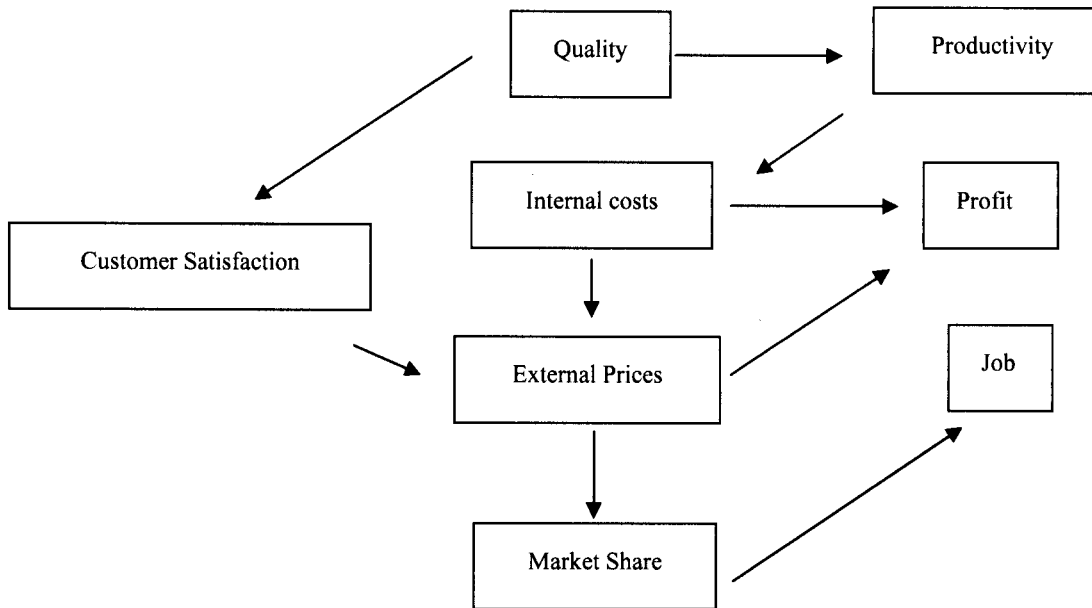 Quality
Productivity
Internal costs
Profit
Customer Satisfaction
External Prices
Job
Market Share